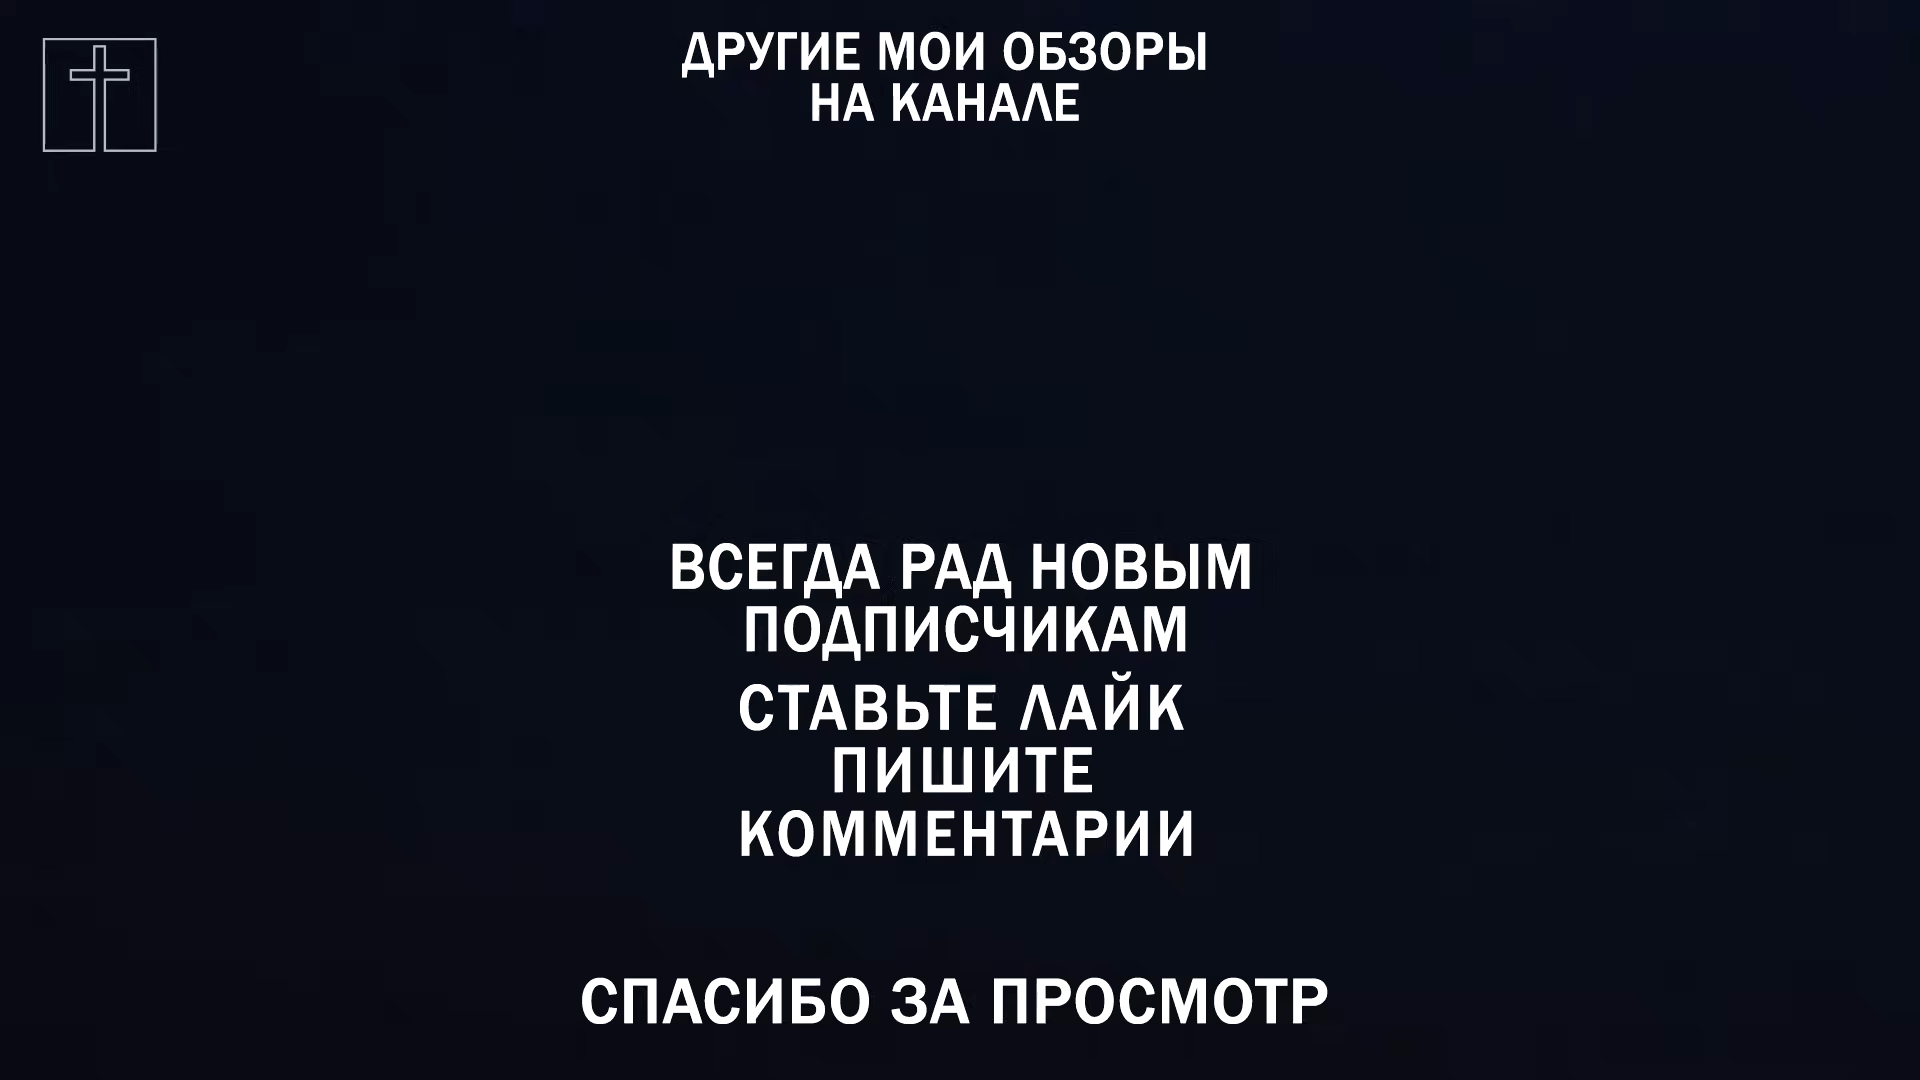 ДРУГИЕ МОИ ОБЗОРЫ
НА КАНАЛЕ
ВСЕГДА РАД НОВЫМ
ПОДПИСЧИКАМ
СТАВЬТЕ ЛАЙК
ПИШИТЕ
КОММЕНТАРИИ
СПАСИБО ЗА ПРОСМОТР